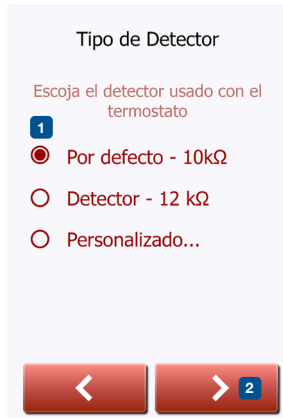 Tipo de Detector
Escoja el detector usado con el
termostato
1
Por defecto - 10kΩ
Detector - 12 kΩ
Personalizado...
2